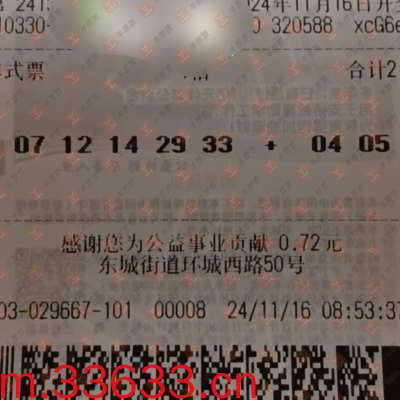 024年11月16日开
10330- 0 320588 xcG6
式票 合计2
07 12 14 29 33 + 04 05
感谢您为公益事业贡献 0.72元
东城街道环城西路50号
03-029667-101 00008 24/11/16 08:53:37
m.33633.cn